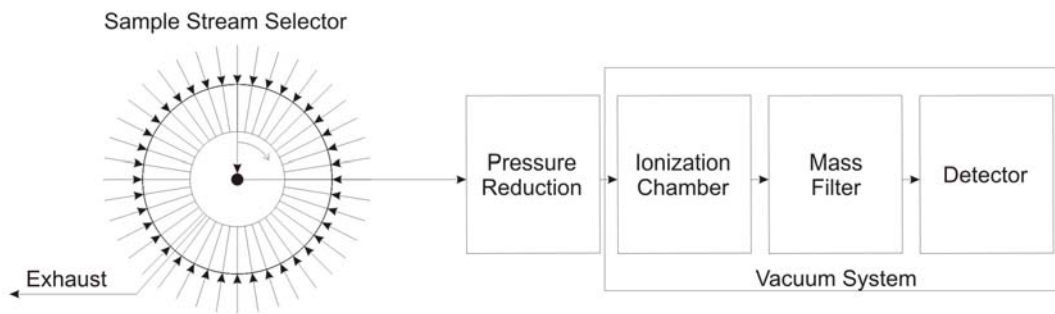 Sample Stream Selector
Pressure
Reduction
Ionization
Chamber
Mass
Filter
Detector
Exhaust
Vacuum System